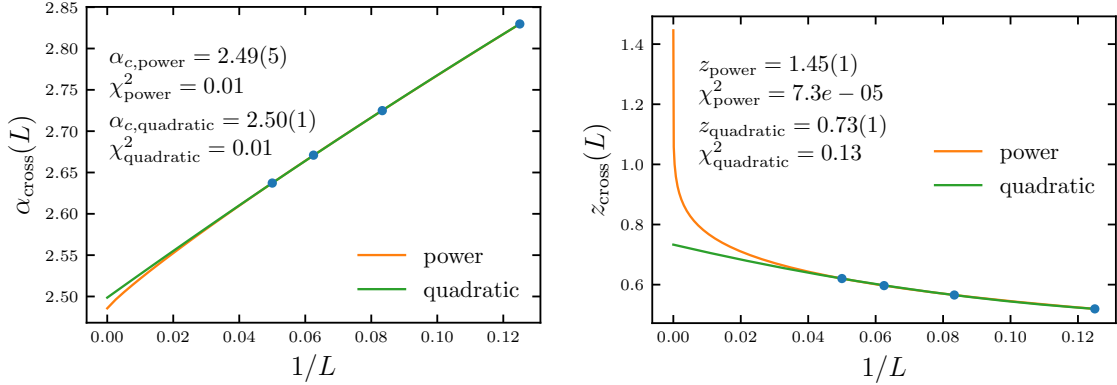 2.85
2.80
2.75
2.70
2.65
2.60
2.55
2.50
α_cross(L)
α_{c,power} = 2.49(5)
χ²_power = 0.01
α_{c,quadratic} = 2.50(1)
χ²_quadratic = 0.01
power
quadratic
0.00 0.02 0.04 0.06 0.08 0.10 0.12
1/L
1.4
1.2
1.0
0.8
0.6
z_cross(L)
z_power = 1.45(1)
χ²_power = 7.3e − 05
z_quadratic = 0.73(1)
χ²_quadratic = 0.13
power
quadratic
0.00 0.02 0.04 0.06 0.08 0.10 0.12
1/L